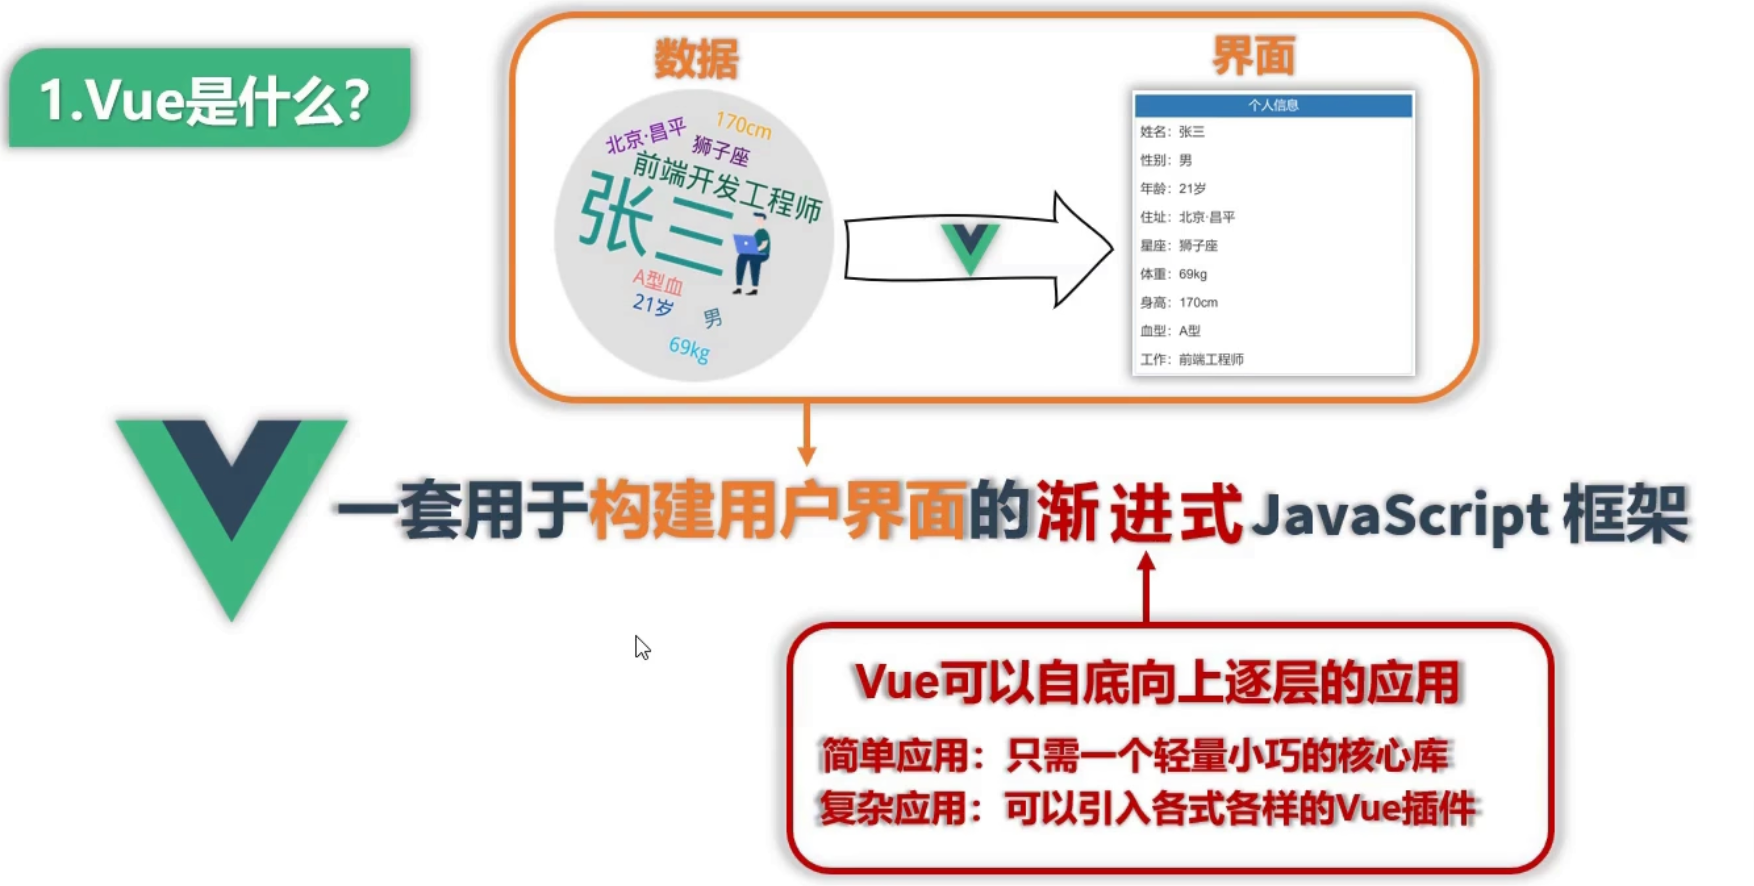 1.Vue是什么？
数据
北京·昌平
170cm
狮子座
前端开发工程师
张三
A型血
21岁
男
69kg
界面
个人信息
姓名：张三
性别：男
年龄：21岁
住址：北京·昌平
星座：狮子座
体重：69kg
身高：170cm
血型：A型
工作：前端工程师
一套用于构建用户界面的渐进式JavaScript 框架
Vue可以自底向上逐层的应用
简单应用：只需一个轻量小巧的核心库
复杂应用：可以引入各式各样的Vue插件